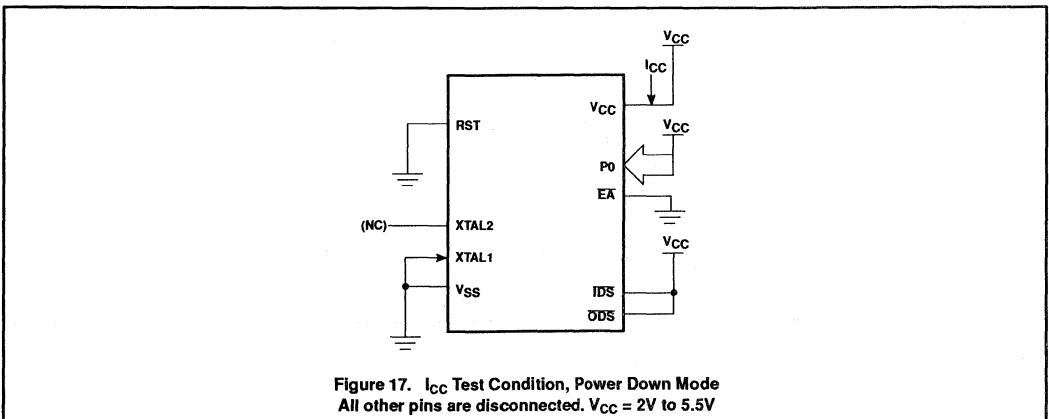 VCC
ICC
VCC
RST
VCC
P0
EA
(NC)
XTAL2
VCC
XTAL1
VSS
IDS
ODS
Figure 17. ICC Test Condition, Power Down Mode
All other pins are disconnected. VCC = 2V to 5.5V